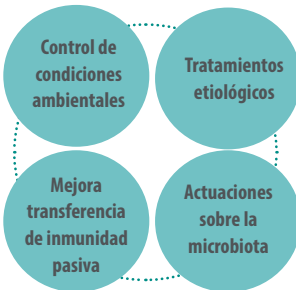 Control de
condiciones
ambientales
Tratamientos
etiológicos
Mejora
transferencia
de inmunidad
pasiva
Actuaciones
sobre la
microbiota